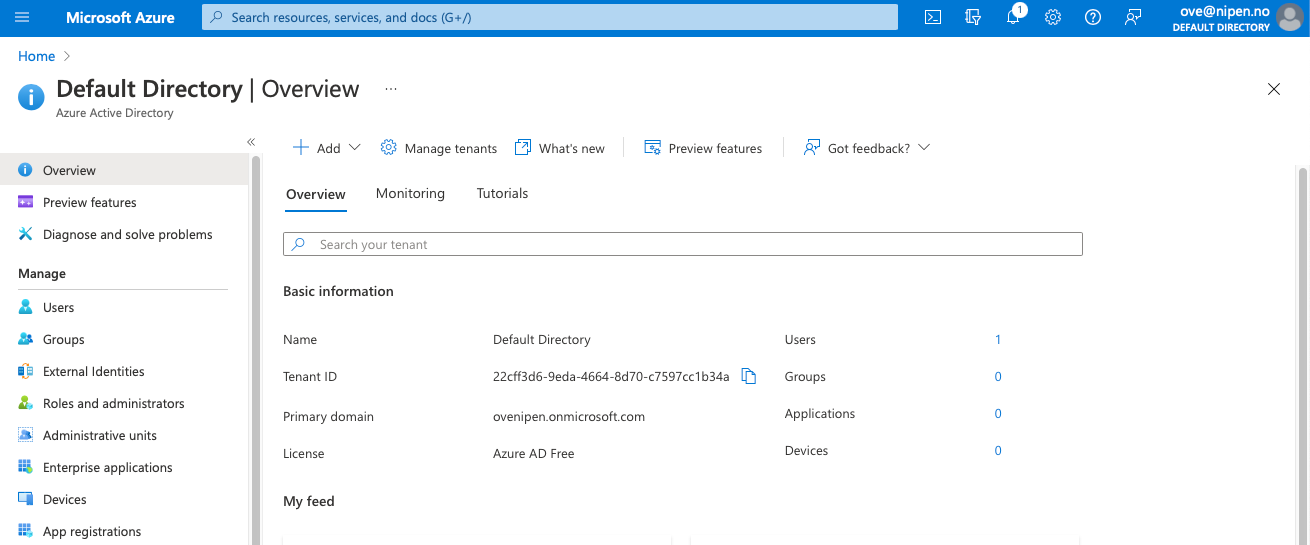 Microsoft Azure
Search resources, services, and docs (G+/)
1
ove@nipen.no
DEFAULT DIRECTORY
Home
Default Directory | Overview ...
Azure Active Directory
Overview
Preview features
Diagnose and solve problems
Manage
Users
Groups
External Identities
Roles and administrators
Administrative units
Enterprise applications
Devices
App registrations
Add
Manage tenants
What's new
Preview features
Got feedback?
Overview Monitoring Tutorials
Search your tenant
Basic information
Name Default Directory Users 1
Tenant ID 22cff3d6-9eda-4664-8d70-c7597cc1b34a Groups 0
Primary domain ovenipen.onmicrosoft.com Applications 0
License Azure AD Free Devices 0
My feed